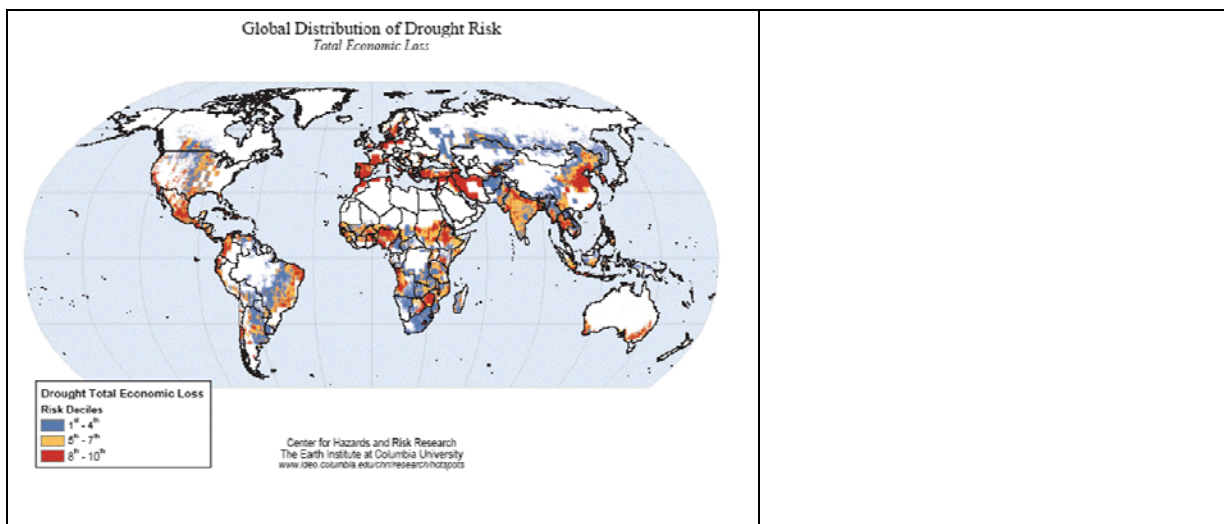 Global Distribution of Drought Risk
Total Economic Loss
Drought Total Economic Loss
Risk Deciles
1st - 4th
5th - 7th
8th - 10th
Center for Hazards and Risk Research
The Earth Institute at Columbia University
www.ldeo.columbia.edu/chrr/research/hotspots